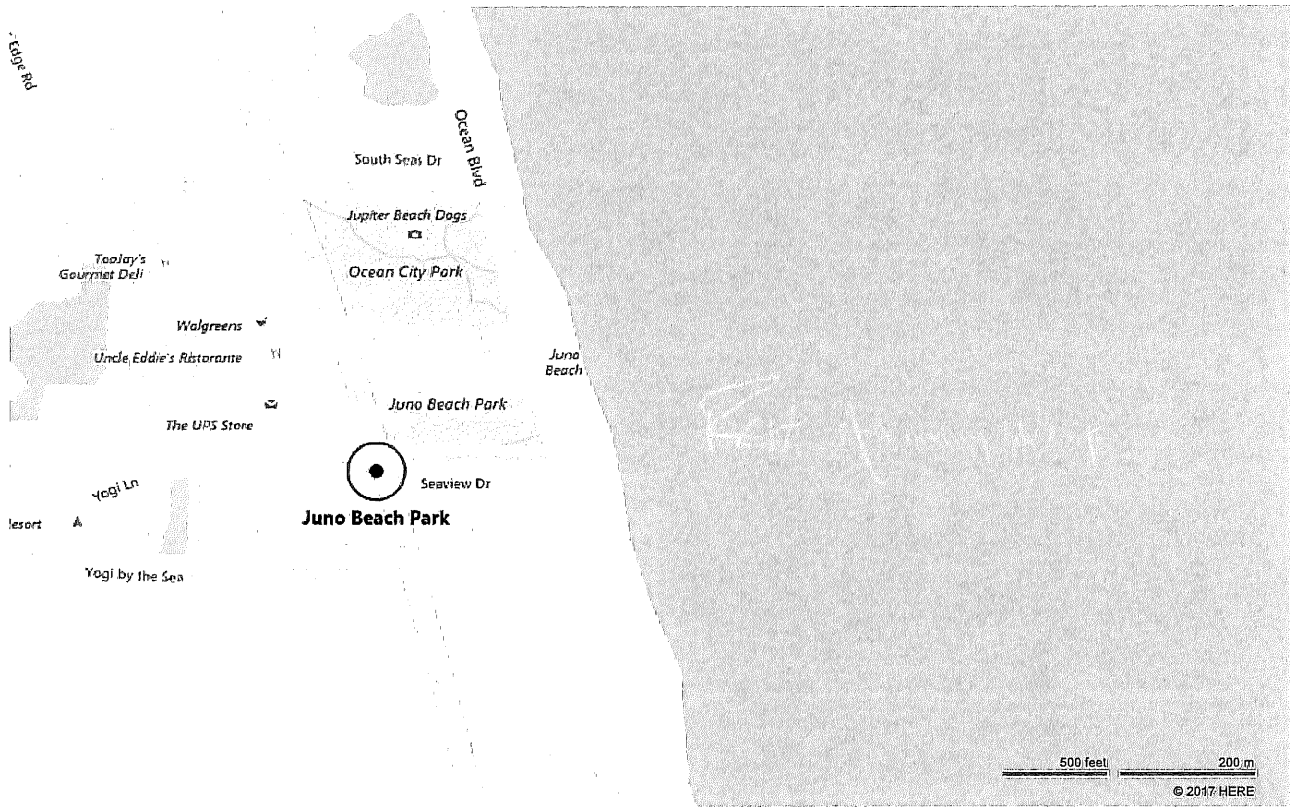 Edge Rd
Ocean Blvd
South Seas Dr
Jupiter Beach Dogs
TooJay's
Gourmet Deli
Ocean City Park
Walgreens
Uncle Eddie's Ristorante
Juno
Beach
Juno Beach Park
The UPS Store
Yogi Ln
Seaview Dr
esort
Juno Beach Park
Yogi by the Sea
500 feet
200 m
© 2017 HERE